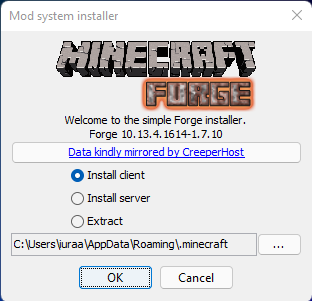 Mod system installer
MINECRAFT
FORGE
Welcome to the simple Forge installer.
Forge 10.13.4.1614-1.7.10
Data kindly mirrored by CreeperHost
Install client
Install server
Extract
C:\Users\iuraa\AppData\Roaming\.minecraft
...
OK
Cancel